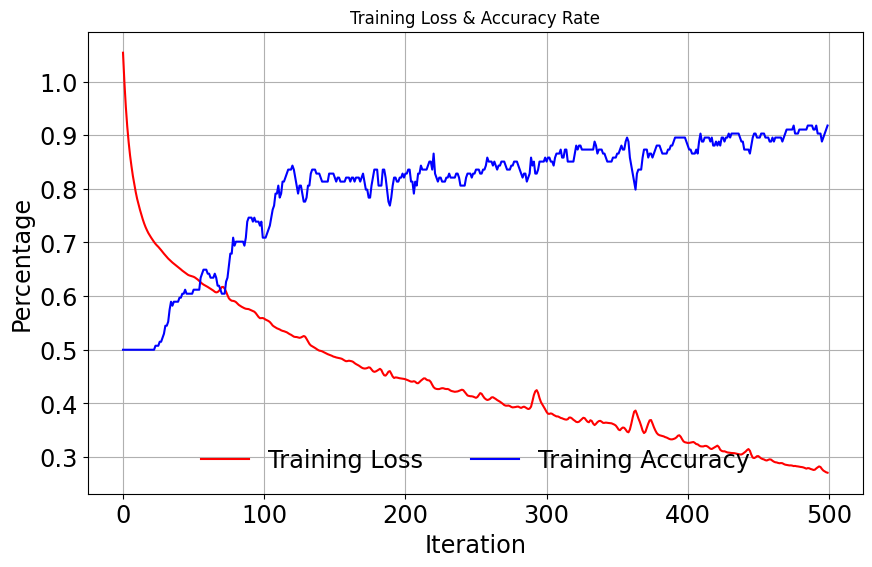 Training Loss & Accuracy Rate
1.0
0.9
0.8
0.7
0.6
0.5
0.4
0.3
Percentage
Training Loss
Training Accuracy
0 100 200 300 400 500
Iteration